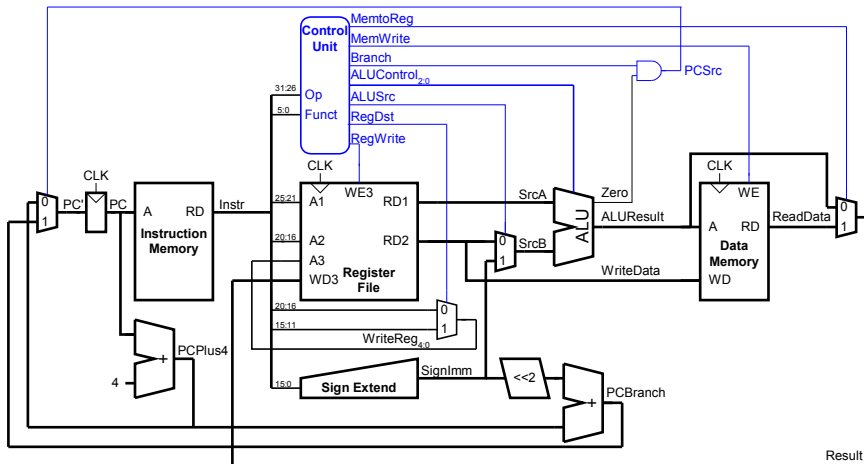 MemtoReg
Control
Unit
MemWrite
Branch
ALUControl2:0
PCSrc
31:26
Op
ALUSrc
5:0
Funct
RegDst
RegWrite
CLK
CLK
CLK
WE3
WE
0
1
PC'
PC
A
RD
Instr
Instruction
Memory
25:21
A1
RD1
SrcA
Zero
20:16
A2
RD2
0
1
SrcB
ALU
ALUResult
A
RD
ReadData
0
1
A3
WD3
Register
File
Data
Memory
WriteData
WD
20:16
0
15:11
1
WriteReg4:0
PCPlus4
+
4
15:0
Sign Extend
SignImm
<<2
+
PCBranch
Result